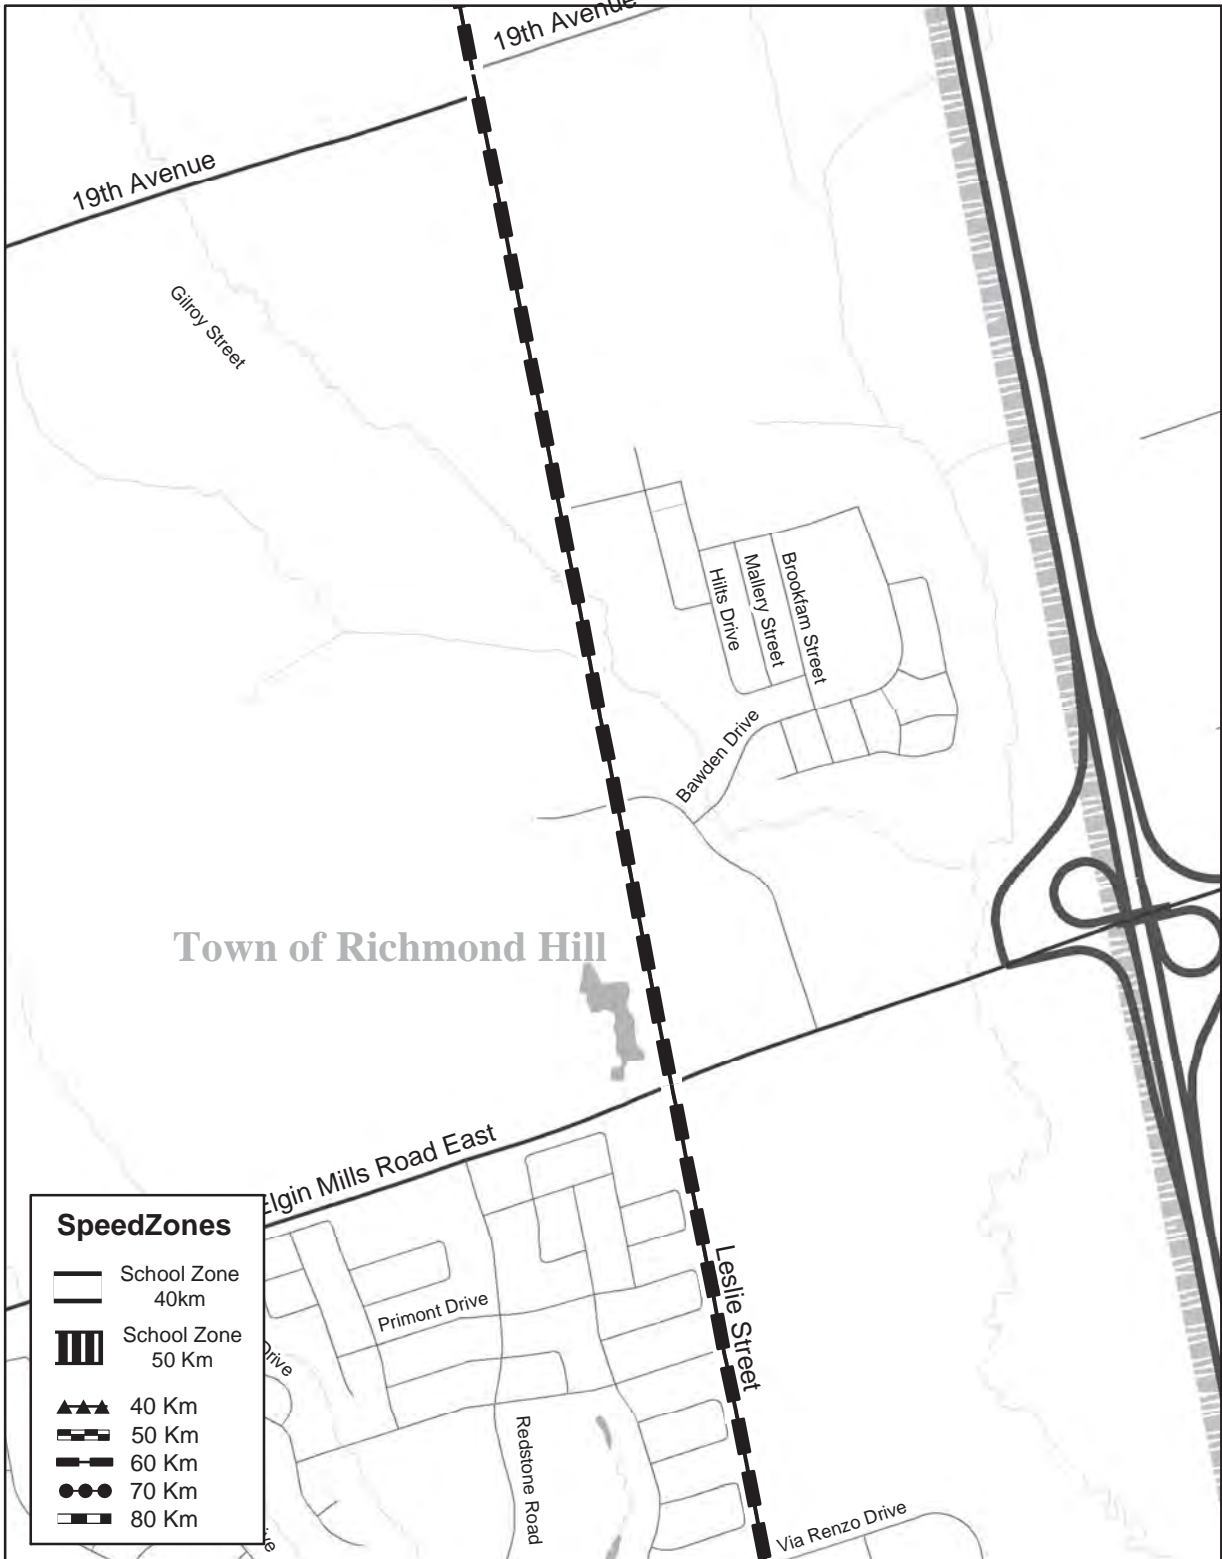 19th Avenue
19th Avenue
Gilroy Street
Hilts Drive
Mallery Street
Brookfam Street
Bawden Drive
Town of Richmond Hill
Elgin Mills Road East
Leslie Street
Primont Drive
Drive
Redstone Road
Via Renzo Drive
SpeedZones
School Zone
40km
School Zone
50 Km
40 Km
50 Km
60 Km
70 Km
80 Km